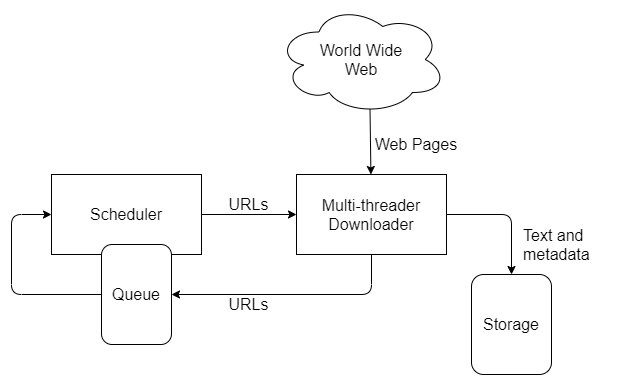 World Wide
Web
Web Pages
Scheduler
URLs
Multi-threader
Downloader
Text and
metadata
Queue
URLs
Storage